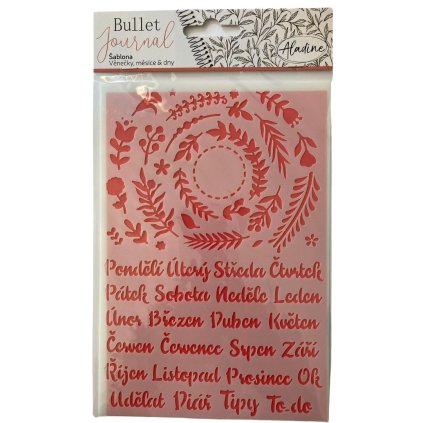 Bullet
Journal
Šablona
Věnečky, měsíce & dny
Aladine
Pondělí Úterý Středa Čtvrtek
Pátek Sobota Neděle Leden
Únor Březen Duben Květen
Červen Červenec Srpen Září
Říjen Listopad Prosinec Ok
Udělat Diář Tipy To-do